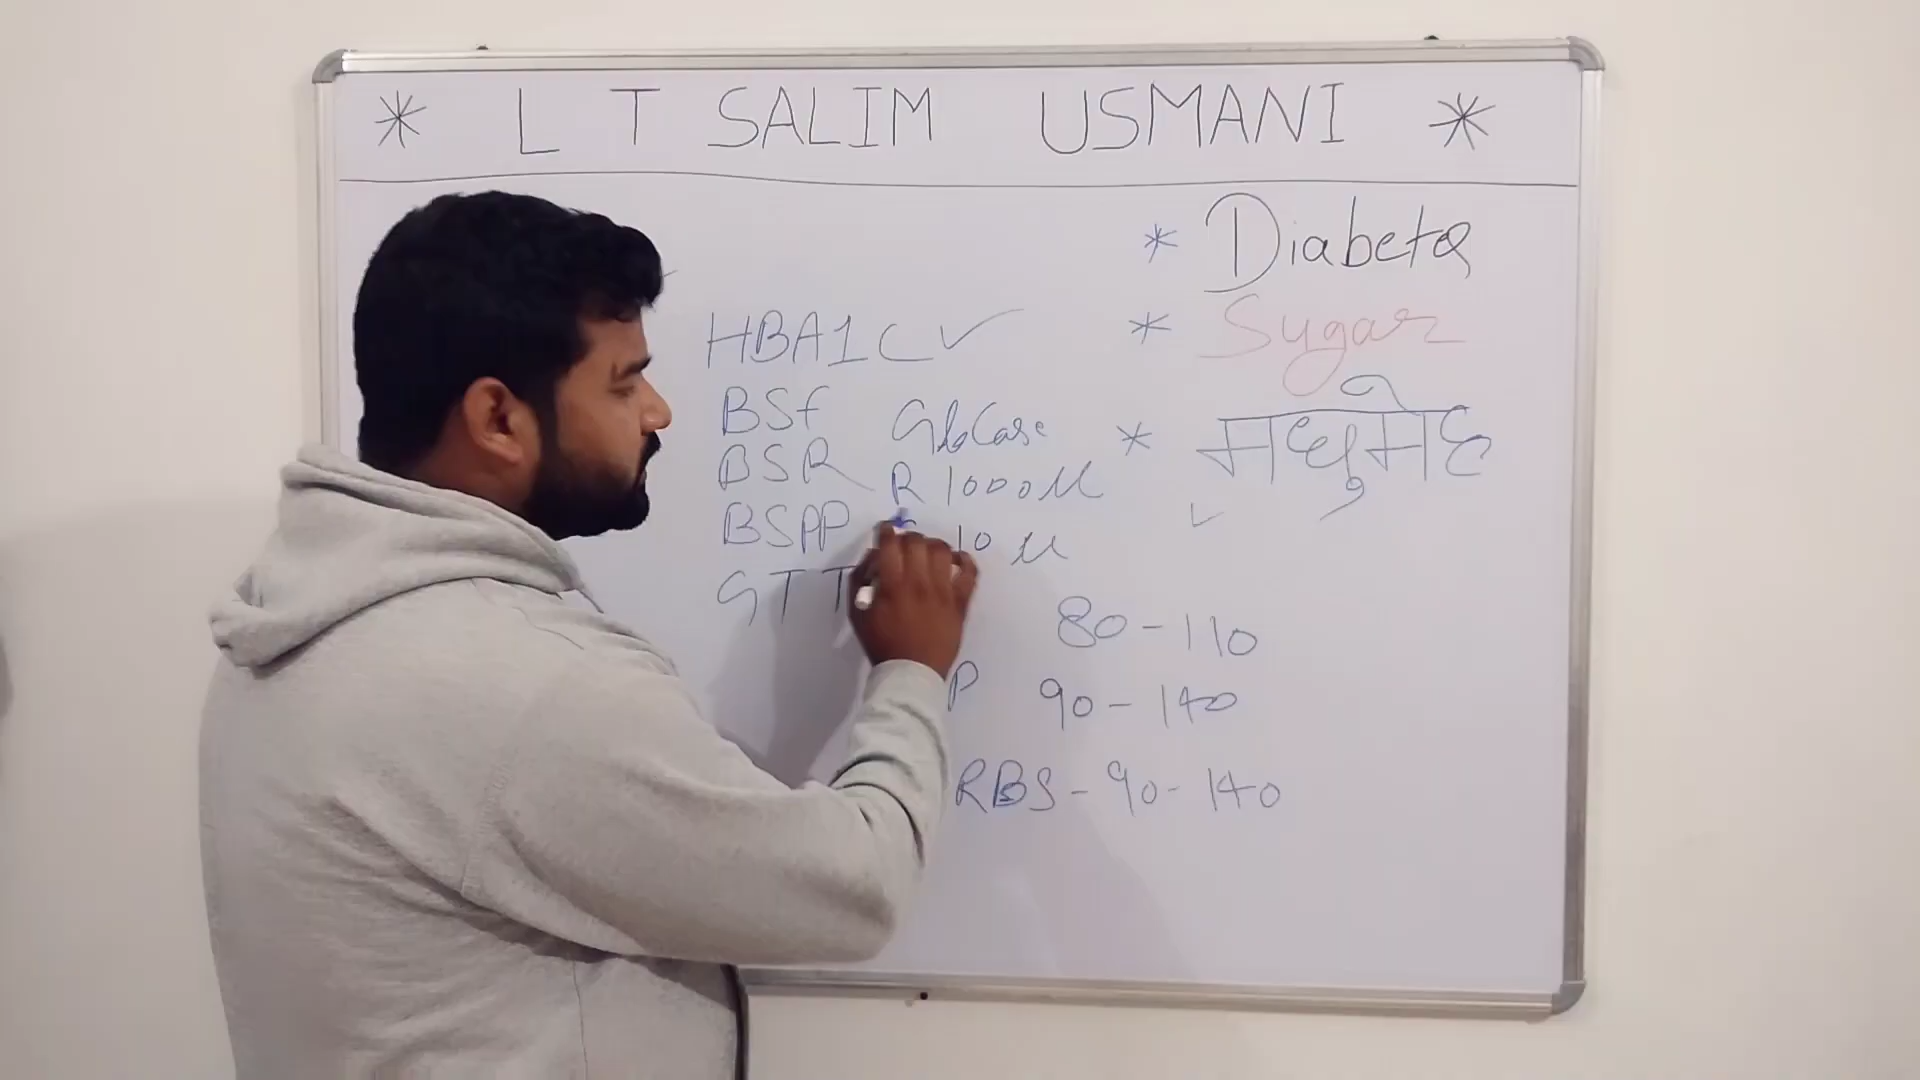 * L T SALIM USMANI *
* Diabetes
* Sugar
* मधुमेह
HBA1C ✓
BSf
BSR
BSPP
GTT
Glucose
R 1000 M
10 M
80-110
P 90-140
RBS-90-140